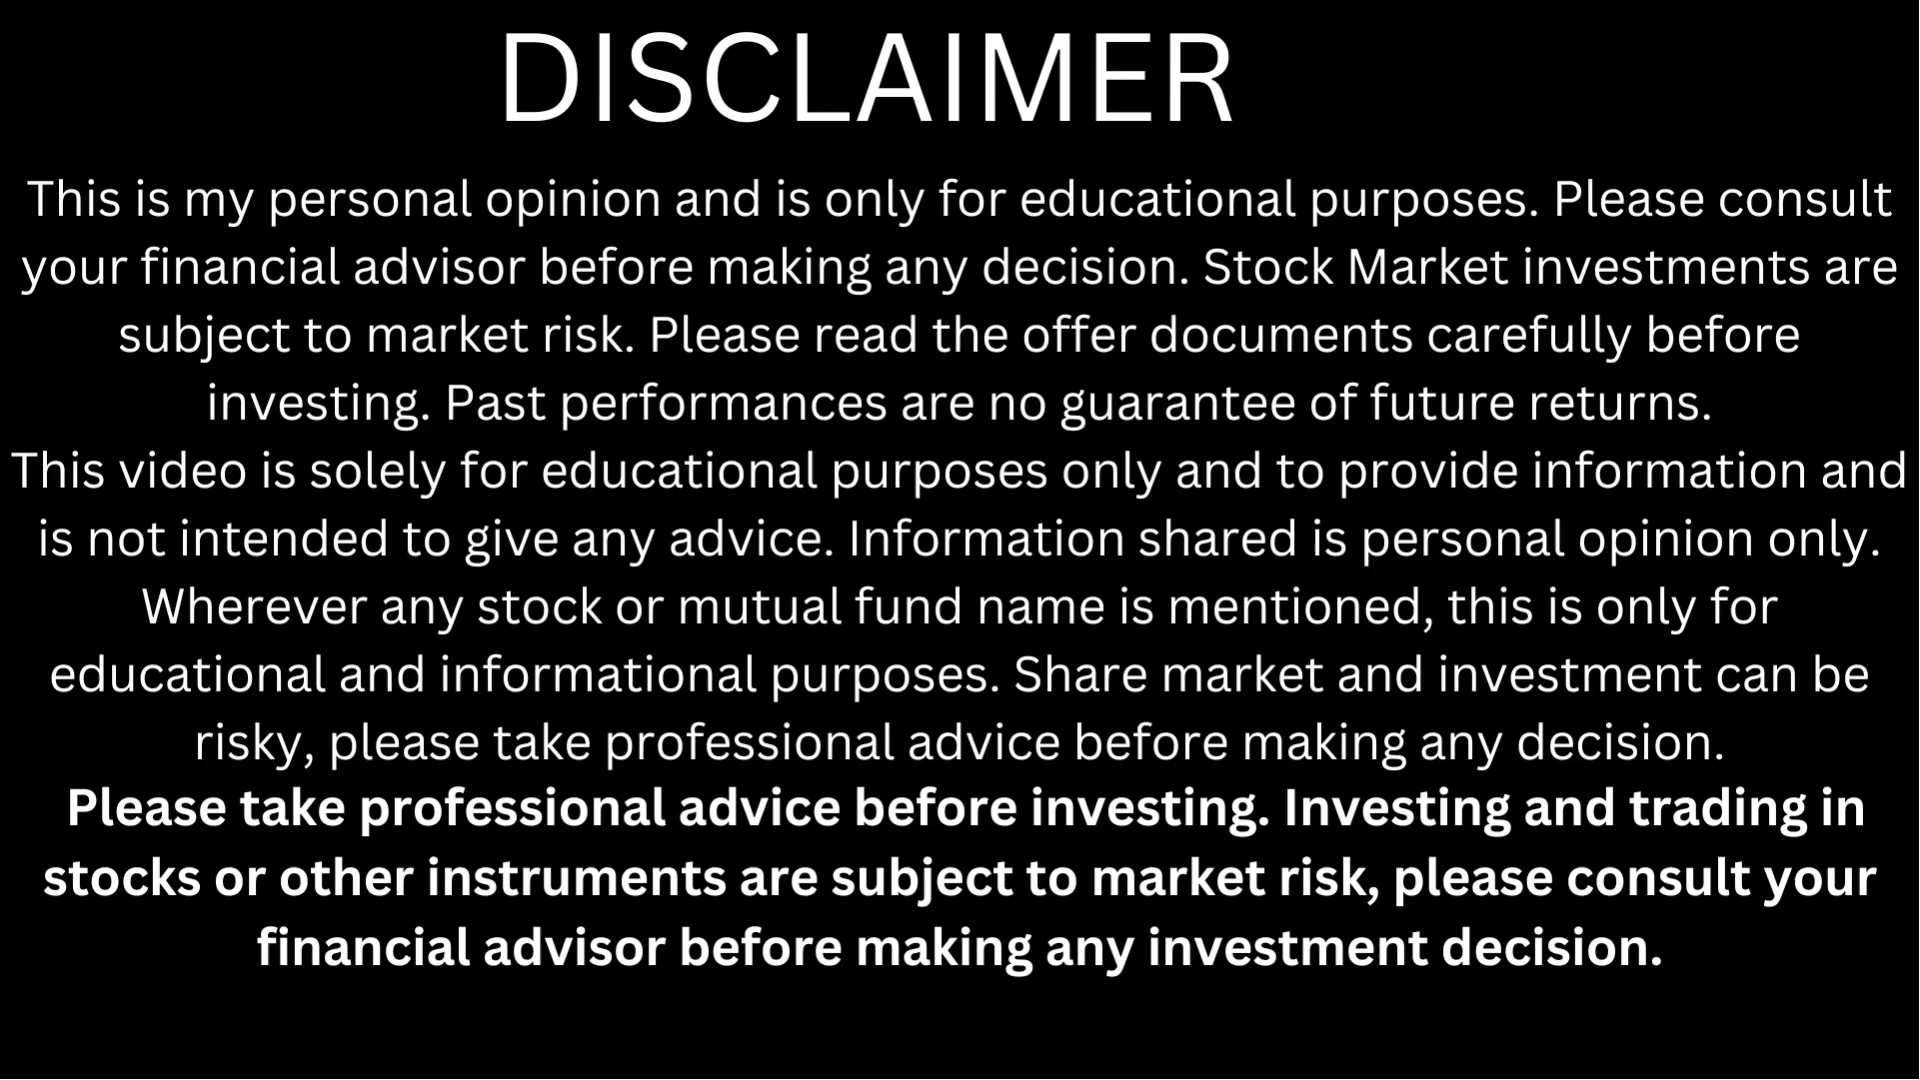 DISCLAIMER
This is my personal opinion and is only for educational purposes. Please consult
your financial advisor before making any decision. Stock Market investments are
subject to market risk. Please read the offer documents carefully before
investing. Past performances are no guarantee of future returns.
This video is solely for educational purposes only and to provide information and
is not intended to give any advice. Information shared is personal opinion only.
Wherever any stock or mutual fund name is mentioned, this is only for
educational and informational purposes. Share market and investment can be
risky, please take professional advice before making any decision.
Please take professional advice before investing. Investing and trading in
stocks or other instruments are subject to market risk, please consult your
financial advisor before making any investment decision.